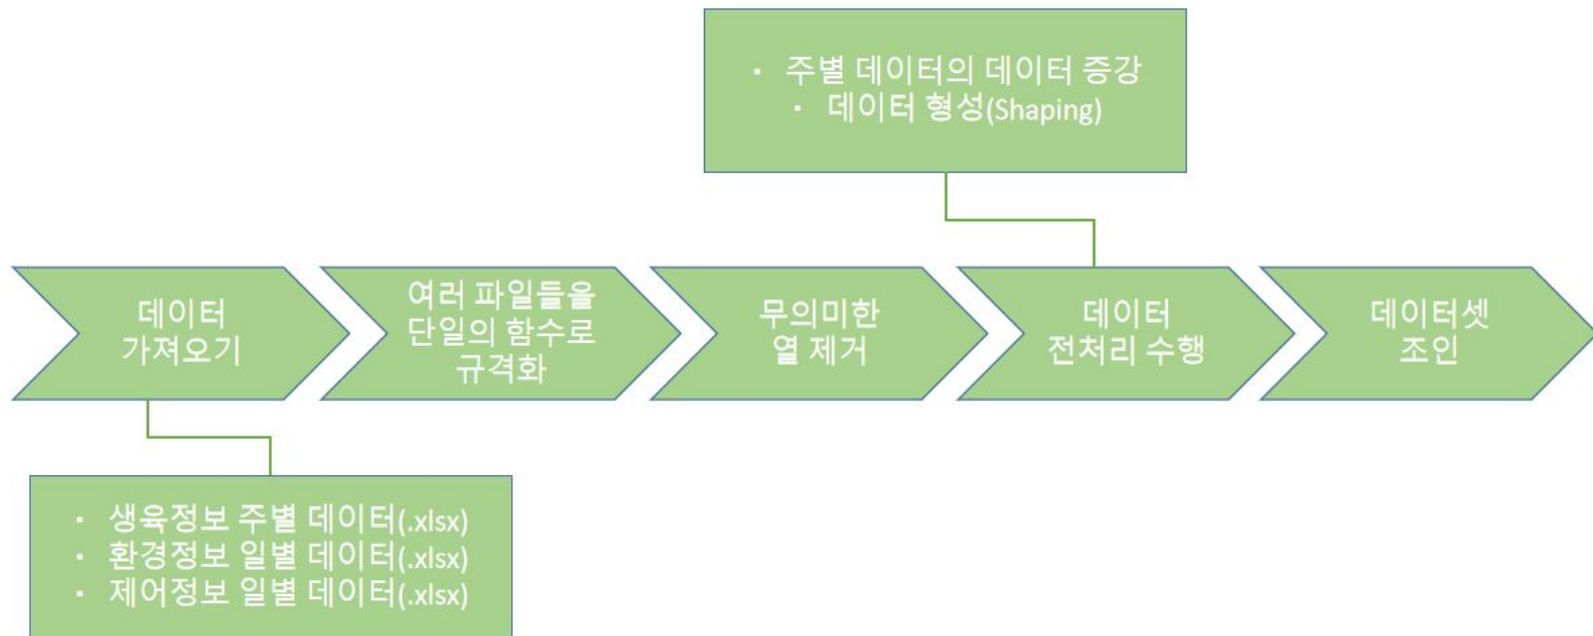 ▪ 주별 데이터의 데이터 증강
▪ 데이터 형성(Shaping)
데이터
가져오기
여러 파일들을
단일의 함수로
규격화
무의미한
열 제거
데이터
전처리 수행
데이터셋
조인
▪ 생육정보 주별 데이터(.xlsx)
▪ 환경정보 일별 데이터(.xlsx)
▪ 제어정보 일별 데이터(.xlsx)